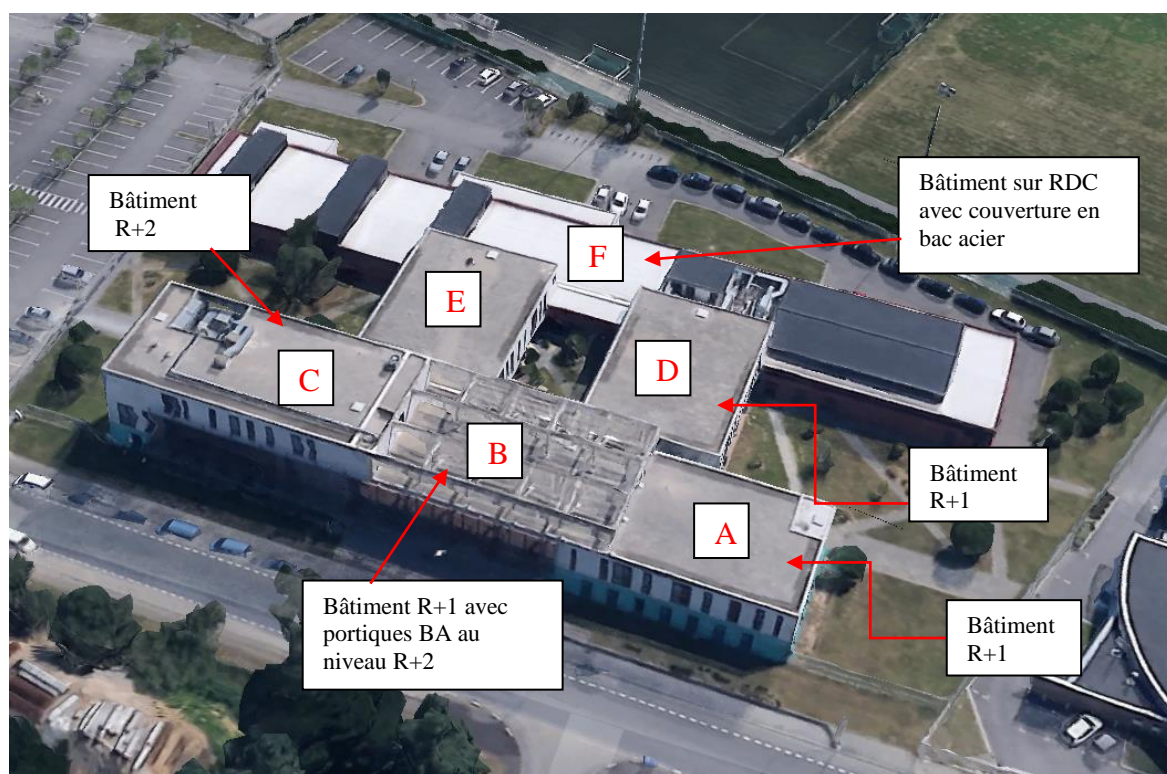 Bâtiment sur RDC
avec couverture en
bac acier
Bâtiment
R+2
F
E
D
C
B
Bâtiment
R+1
A
Bâtiment R+1 avec
portiques BA au
niveau R+2
Bâtiment
R+1